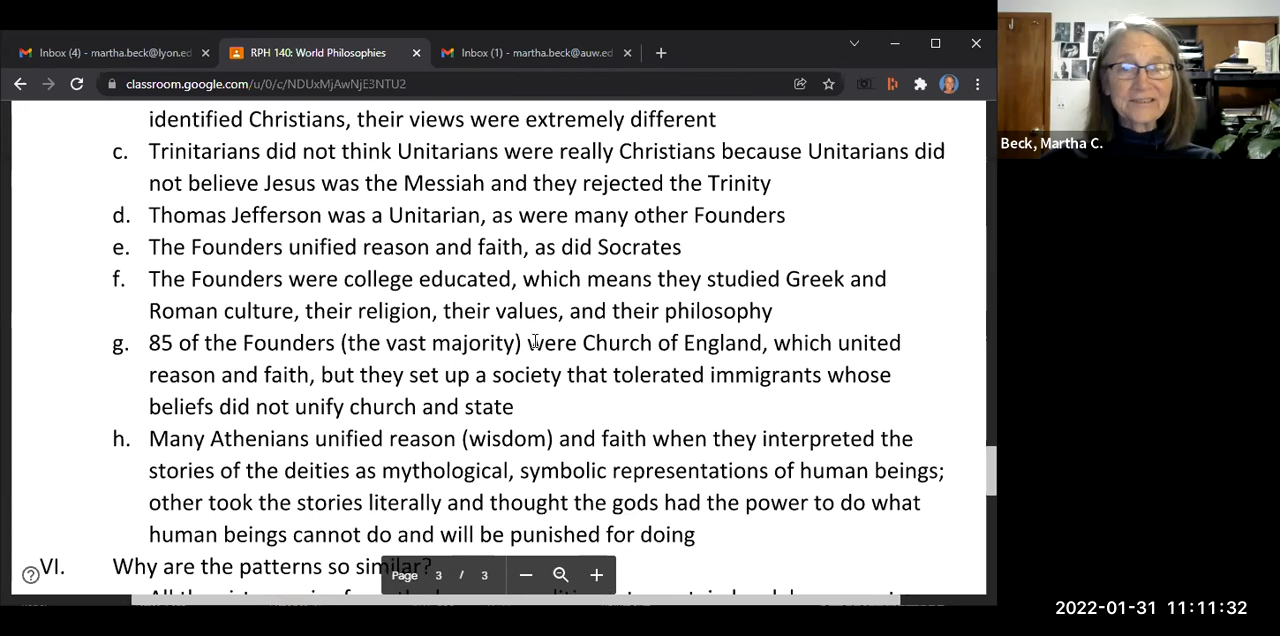 Inbox (4) - martha.beck@lyon.ed
RPH 140: World Philosophies
Inbox (1) - martha.beck@auw.ed
classroom.google.com/u/0/c/NDUxMjAwNjE3NTU2
identified Christians, their views were extremely different
c. Trinitarians did not think Unitarians were really Christians because Unitarians did
not believe Jesus was the Messiah and they rejected the Trinity
d. Thomas Jefferson was a Unitarian, as were many other Founders
e. The Founders unified reason and faith, as did Socrates
f. The Founders were college educated, which means they studied Greek and
Roman culture, their religion, their values, and their philosophy
g. 85 of the Founders (the vast majority) were Church of England, which united
reason and faith, but they set up a society that tolerated immigrants whose
beliefs did not unify church and state
h. Many Athenians unified reason (wisdom) and faith when they interpreted the
stories of the deities as mythological, symbolic representations of human beings;
other took the stories literally and thought the gods had the power to do what
human beings cannot do and will be punished for doing
VI. Why are the patterns so similar?
Page 3 / 3
Beck, Martha C.
2022-01-31 11:11:32